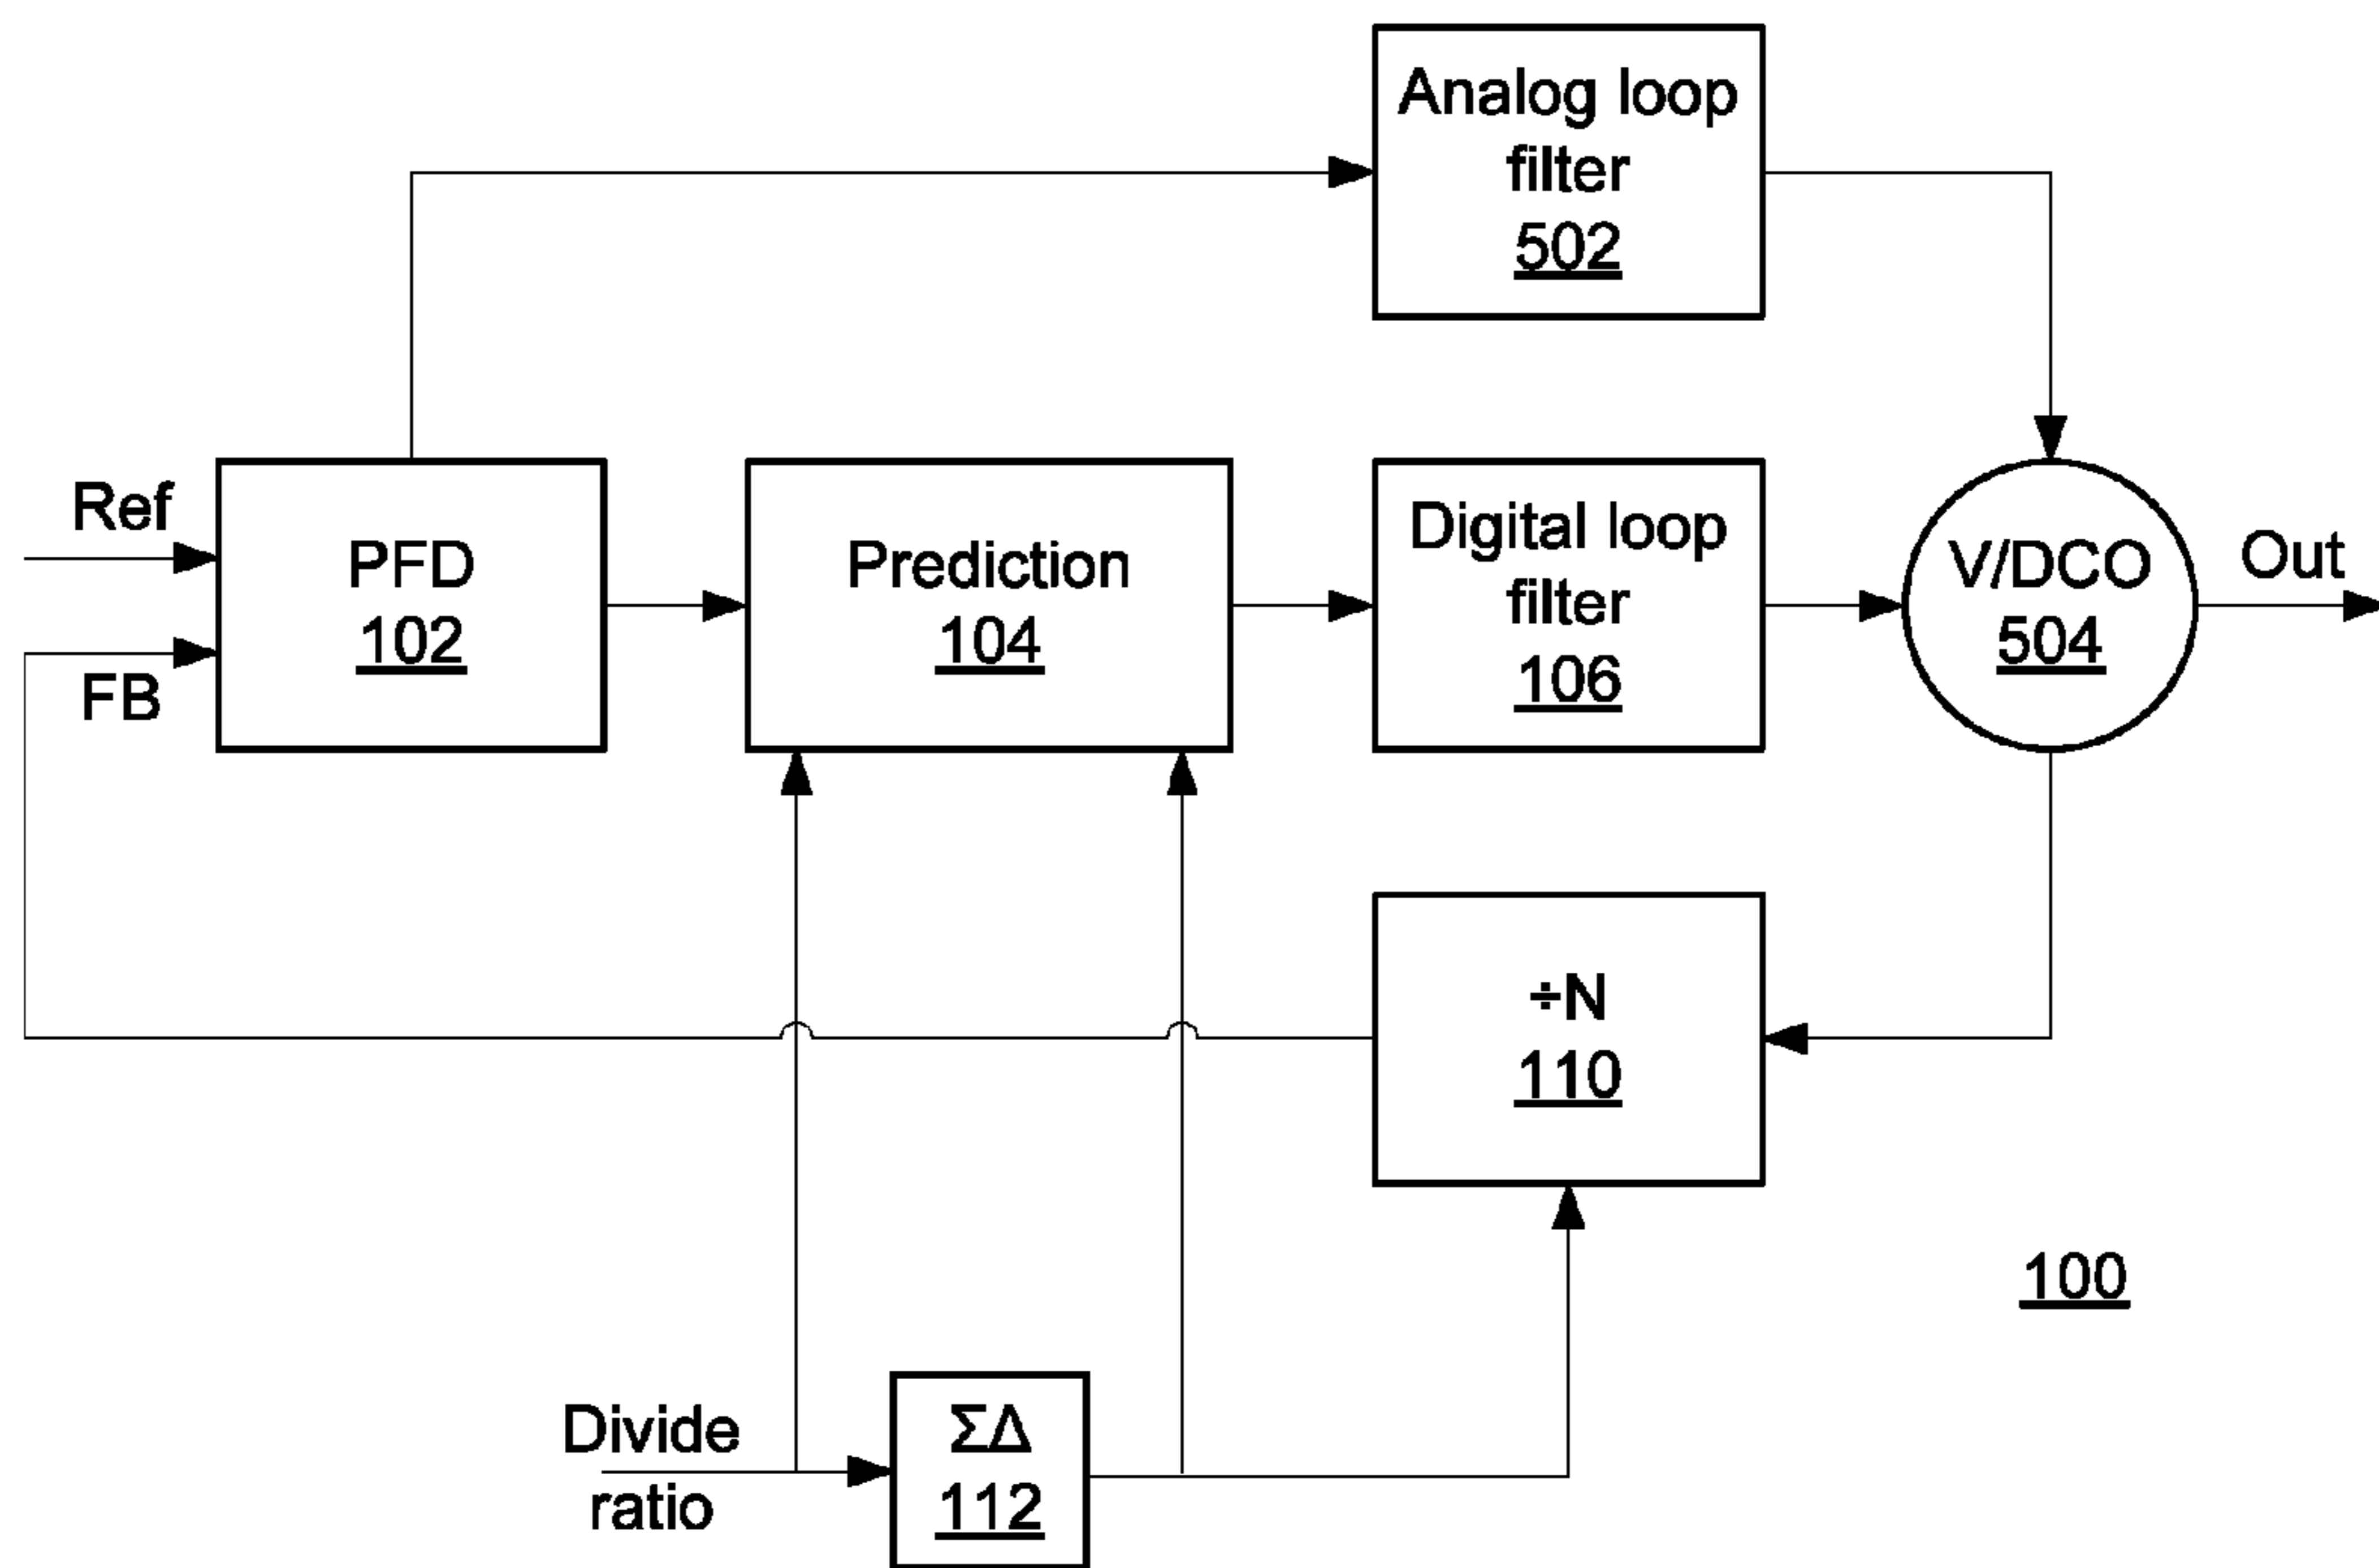 Analog loop
filter
502
Ref
FB
PFD
102
Prediction
104
Digital loop
filter
106
V/DCO
504
Out
÷N
110
100
Divide
ratio
ΣΔ
112